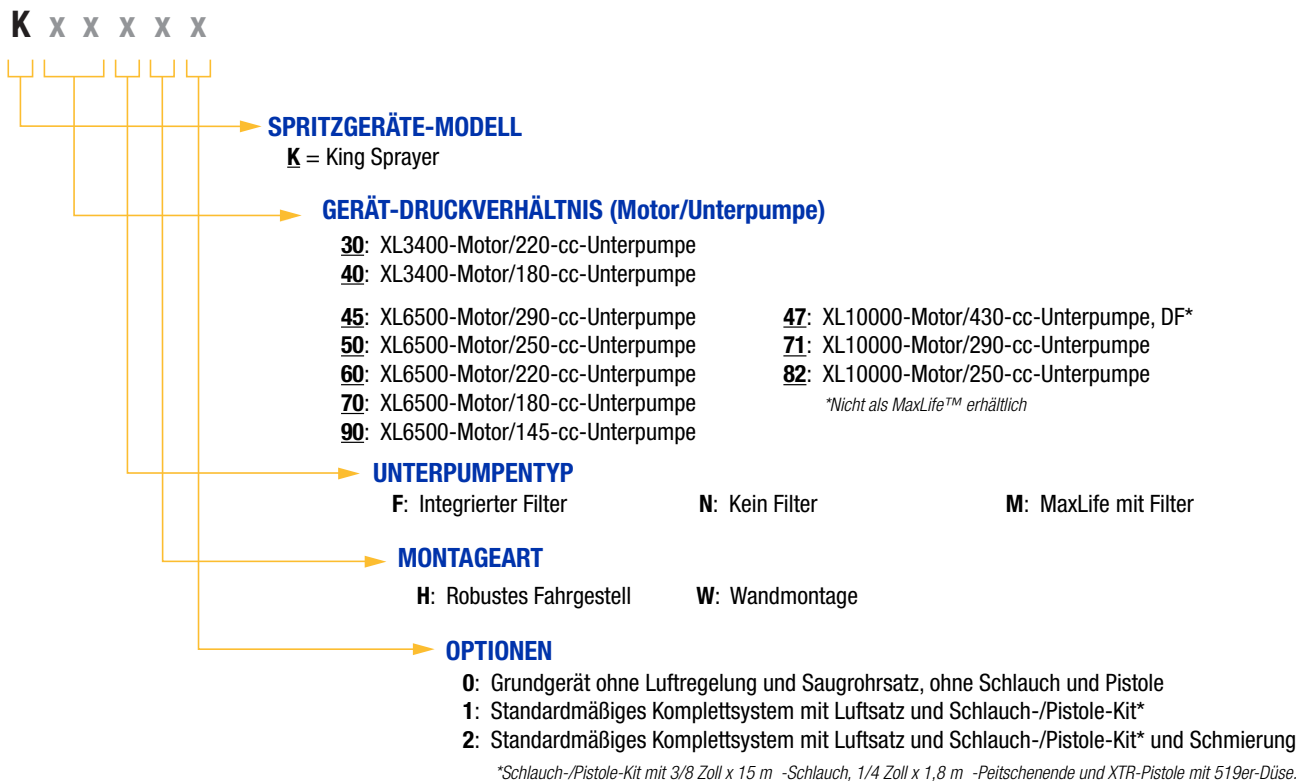 K x x x x x
SPRITZGERÄTE-MODELL
K = King Sprayer
GERÄT-DRUCKVERHÄLTNIS (Motor/Unterpumpe)
30: XL3400-Motor/220-cc-Unterpumpe
40: XL3400-Motor/180-cc-Unterpumpe
45: XL6500-Motor/290-cc-Unterpumpe
50: XL6500-Motor/250-cc-Unterpumpe
60: XL6500-Motor/220-cc-Unterpumpe
70: XL6500-Motor/180-cc-Unterpumpe
90: XL6500-Motor/145-cc-Unterpumpe
47: XL10000-Motor/430-cc-Unterpumpe, DF*
71: XL10000-Motor/290-cc-Unterpumpe
82: XL10000-Motor/250-cc-Unterpumpe
*Nicht als MaxLife™ erhältlich
UNTERPUMPENTYP
F: Integrierter Filter N: Kein Filter M: MaxLife mit Filter
MONTAGEART
H: Robustes Fahrgestell W: Wandmontage
OPTIONEN
0: Grundgerät ohne Luftregelung und Saugrohrsatz, ohne Schlauch und Pistole
1: Standardmäßiges Komplettsystem mit Luftsatz und Schlauch-/Pistole-Kit*
2: Standardmäßiges Komplettsystem mit Luftsatz und Schlauch-/Pistole-Kit* und Schmierung
*Schlauch-/Pistole-Kit mit 3/8 Zoll x 15 m -Schlauch, 1/4 Zoll x 1,8 m -Peitschenende und XTR-Pistole mit 519er-Düse.